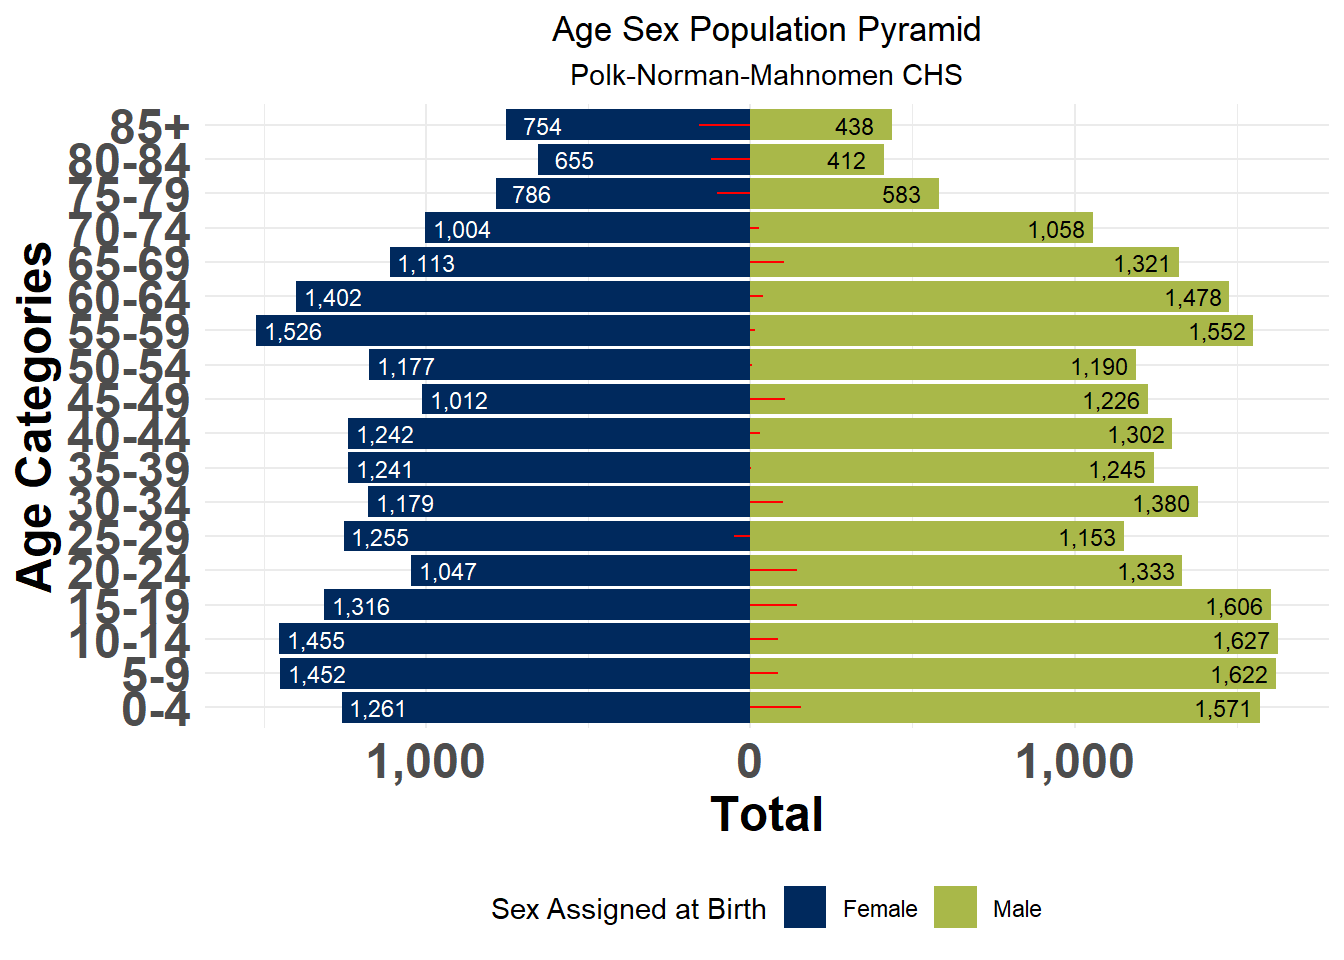 Age Sex Population Pyramid
Polk-Norman-Mahnomen CHS
Age Categories
85+ 754 438
80-84 655 412
75-79 786 583
70-74 1,004 1,058
65-69 1,113 1,321
60-64 1,402 1,478
55-59 1,526 1,552
50-54 1,177 1,190
45-49 1,012 1,226
40-44 1,242 1,302
35-39 1,241 1,245
30-34 1,179 1,380
25-29 1,255 1,153
20-24 1,047 1,333
15-19 1,316 1,606
10-14 1,455 1,627
5-9 1,452 1,622
0-4 1,261 1,571
1,000 0 1,000
Total
Sex Assigned at Birth Female Male